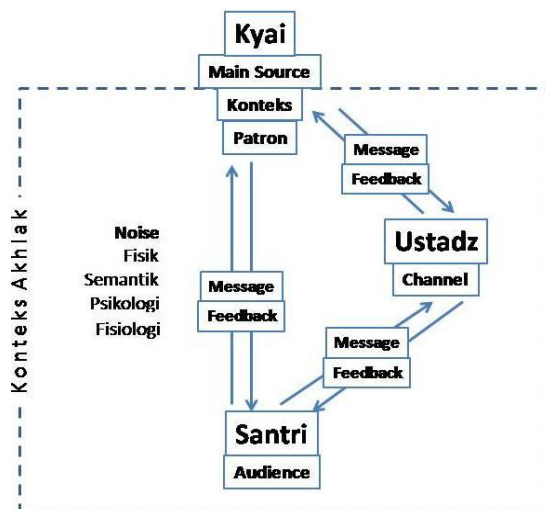 Kyai
Main Source
Konteks
Patron
Message
Feedback
Ustadz
Channel
Konteks Akhlak
Noise
Fisik
Semantik
Psikologi
Fisiologi
Message
Feedback
Message
Feedback
Santri
Audience